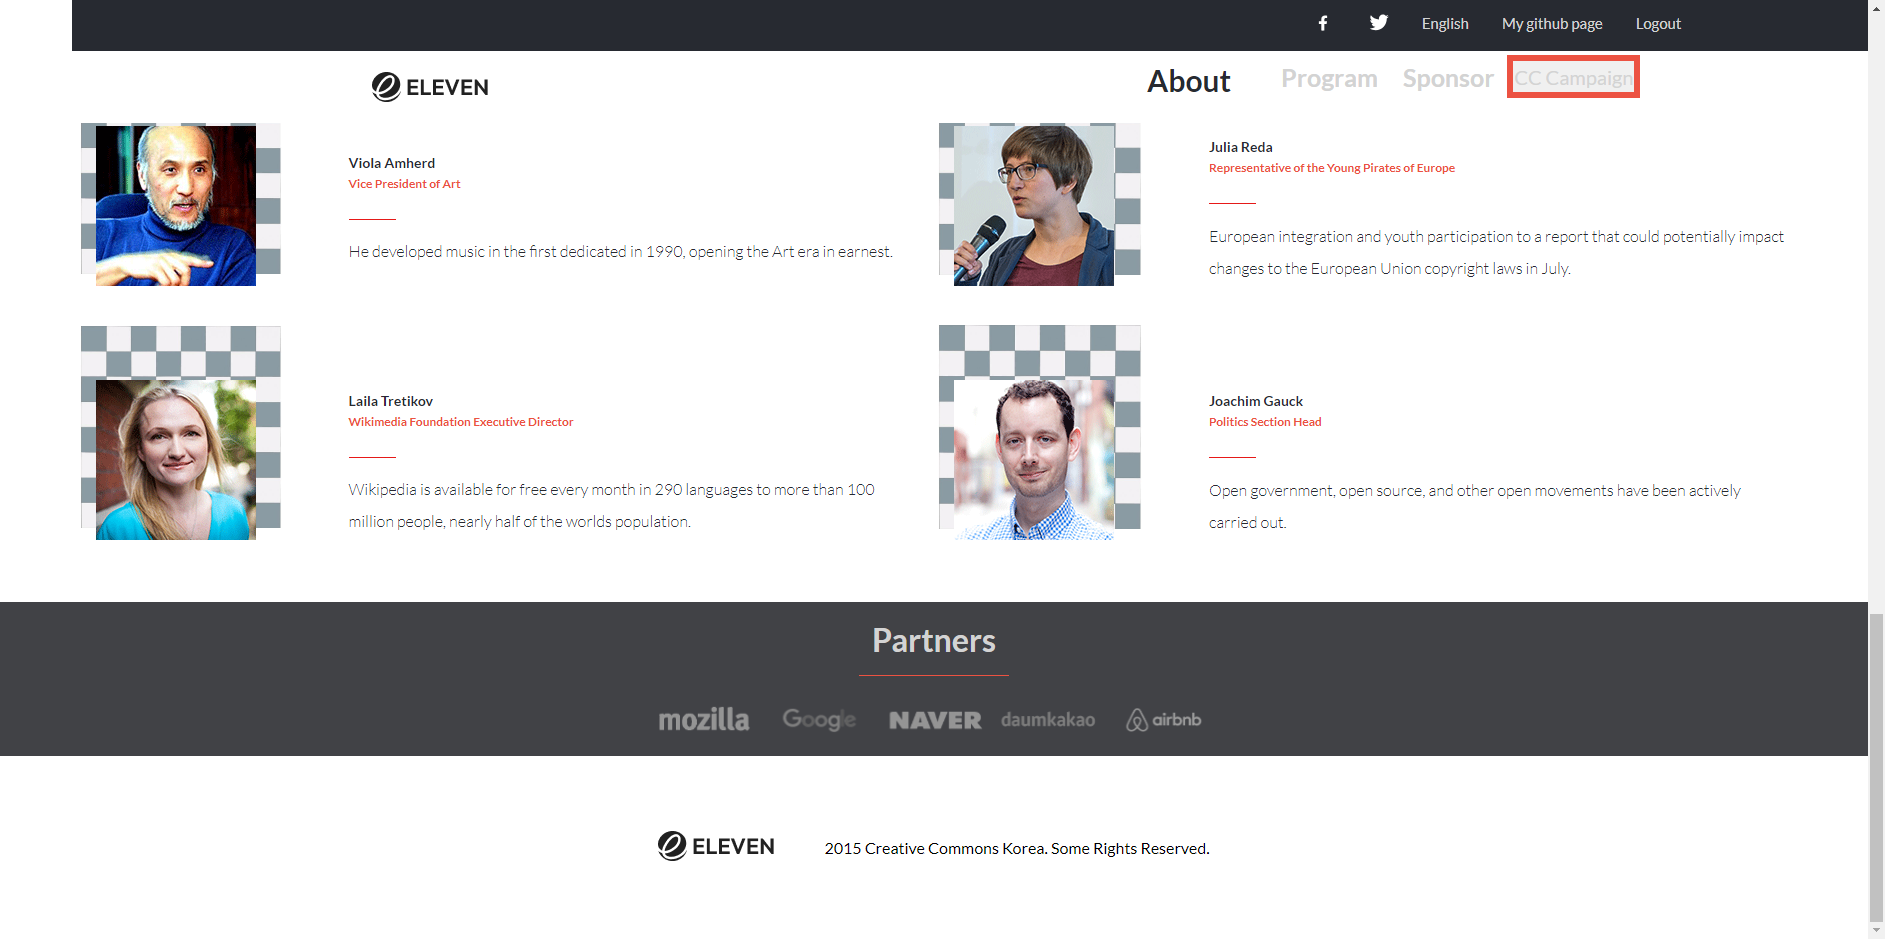 English
My github page
Logout
ELEVEN
About
Program
Sponsor
CC Campaign
Viola Amherd
Vice President of Art
He developed music in the first dedicated in 1990, opening the Art era in earnest.
Julia Reda
Representative of the Young Pirates of Europe
European integration and youth participation to a report that could potentially impact
changes to the European Union copyright laws in July.
Laila Tretikov
Wikimedia Foundation Executive Director
Wikipedia is available for free every month in 290 languages to more than 100
million people, nearly half of the worlds population.
Joachim Gauck
Politics Section Head
Open government, open source, and other open movements have been actively
carried out.
Partners
mozilla
Google
NAVER
daumkakao
airbnb
ELEVEN
2015 Creative Commons Korea. Some Rights Reserved.